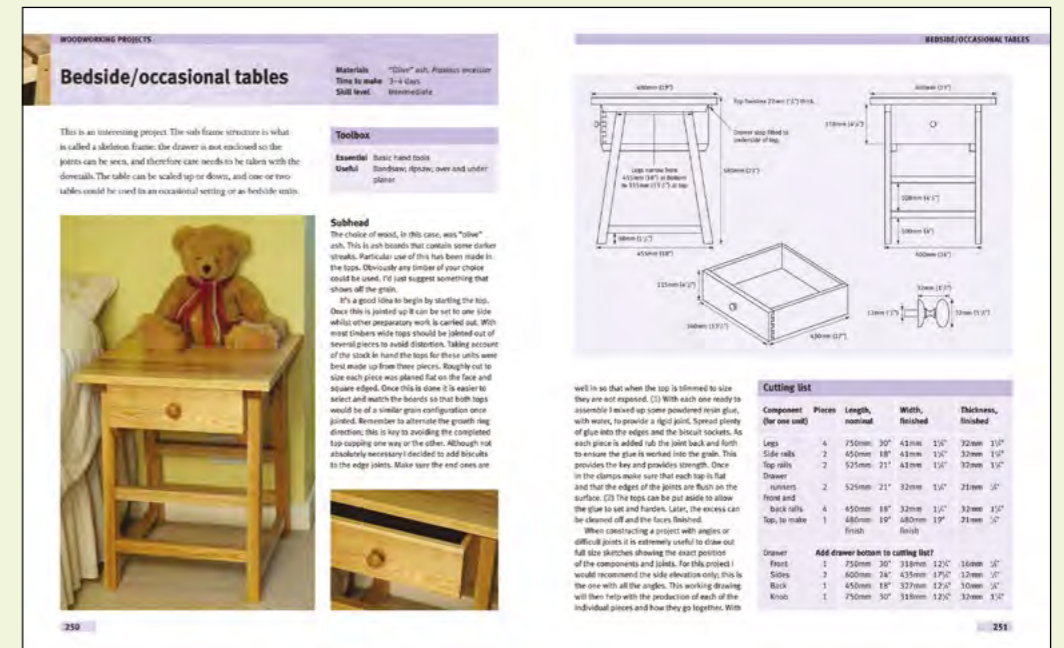 WOODWORKING PROJECTS
Bedside/occasional tables
Materials "Olive" ash, Fraxinus excelsior
Time to make 3–4 days
Skill level Intermediate
This is an interesting project. The sub frame structure is what
is called a skeleton frame: the drawer is not enclosed so the
joints can be seen, and therefore care needs to be taken with the
dovetails. The table can be scaled up or down, and one or two
tables could be used in an occasional setting or as bedside units.
Toolbox
Essential Basic hand tools
Useful Bandsaw; ripsaw; over and under
planer
Subhead
The choice of wood, in this case, was "olive"
ash. This is ash boards that contain some darker
streaks. Particular use of this has been made in
the tops. Obviously any timber of your choice
could be used. I'd just suggest something that
shows off the grain.
It's a good idea to begin by starting the top.
Once this is jointed up it can be set to one side
whilst other preparatory work is carried out. With
most timbers wide tops should be jointed out of
several pieces to avoid distortion. Taking account
of the stock in hand the tops for these units were
best made up from three pieces. Roughly cut to
size each piece was planed flat on the face and
square edged. Once this is done it is easier to
select and match the boards so that both tops
would be of a similar grain configuration once
jointed. Remember to alternate the growth ring
direction; this is key to avoiding the completed
top cupping one way or the other. Although not
absolutely necessary I decided to add biscuits
to the edge joints. Make sure the end ones are
250
BEDSIDE/OCCASIONAL TABLES
480mm (19")
Top finishes 21mm thick.
Drawer stop fitted to
underside of top.
Legs narrow from
455mm (18") at bottom
at top
455mm (18")
100mm (4")
well in so that when the top is trimmed to size
they are not exposed. (1) With each one ready to
assemble I mixed up some powdered resin glue,
with water, to provide a rigid joint. Spread plenty
of glue into the edges and the biscuit sockets. As
each piece is added rub the joint back and forth
to ensure the glue is worked into the grain. This
provides the key and provides strength. Once
in the clamps make sure that each top is flat
and that the edges of the joints are flush on the
surface. (2) The tops can be put aside to allow
the glue to set and harden. Later, the excess can
be cleaned off and the faces finished.
When constructing a project with angles or
difficult joints it is extremely useful to draw out
full size sketches showing the exact position
of the components and joints. For this project I
would recommend the side elevation only; this is
the one with all the angles. This working drawing
will then help with the production of each of the
individual pieces and how they go together. With
Cutting list
Component Pieces Length, Width, Thickness,
(for one unit) nominal finished finished
Legs 4 750mm 30" 41mm 32mm
Side rails 2 450mm 18" 41mm 32mm
Top rails 2 525mm 21" 41mm 32mm
Drawer
runners 2 525mm 21" 32mm 21mm
Front and
back rails 4 450mm 18" 32mm 32mm
Top, to make 1 480mm 19" 480mm 19" 21mm
finish finish
Drawer Add drawer bottom to cutting list?
Front 1 750mm 30" 318mm 16mm
Sides 2 600mm 24" 435mm 12mm
Back 1 450mm 18" 327mm 10mm
Knob 1 750mm 30" 318mm 32mm
251